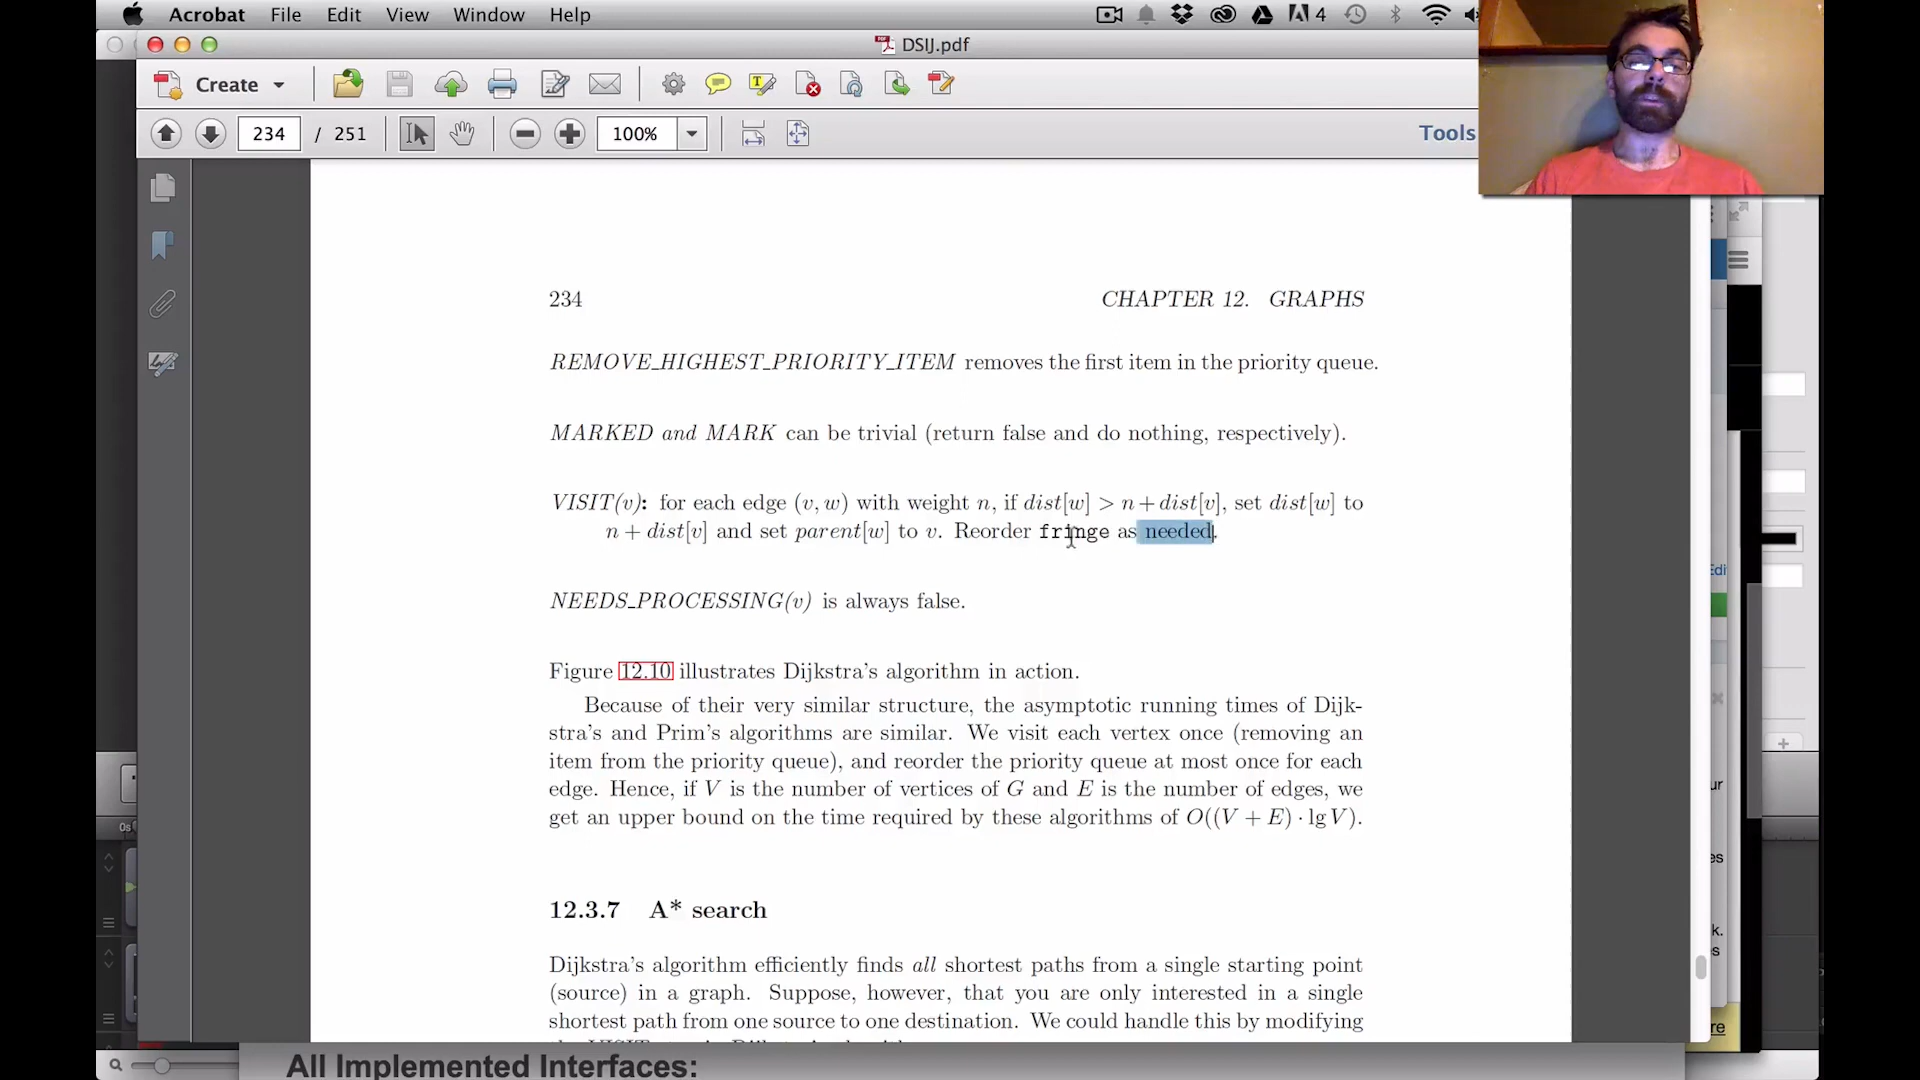 Acrobat File Edit View Window Help 4
DSIJ.pdf
Create
234 / 251 100% Tools
234 CHAPTER 12. GRAPHS
REMOVE_HIGHEST_PRIORITY_ITEM removes the first item in the priority queue.
MARKED and MARK can be trivial (return false and do nothing, respectively).
VISIT(v): for each edge (v, w) with weight n, if dist[w] > n + dist[v], set dist[w] to
n + dist[v] and set parent[w] to v. Reorder fringe as needed.
NEEDS_PROCESSING(v) is always false.
Figure 12.10 illustrates Dijkstra's algorithm in action.
Because of their very similar structure, the asymptotic running times of Dijk-
stra's and Prim's algorithms are similar. We visit each vertex once (removing an
item from the priority queue), and reorder the priority queue at most once for each
edge. Hence, if V is the number of vertices of G and E is the number of edges, we
get an upper bound on the time required by these algorithms of O((V + E) · lg V).
12.3.7 A* search
Dijkstra's algorithm efficiently finds all shortest paths from a single starting point
(source) in a graph. Suppose, however, that you are only interested in a single
shortest path from one source to one destination. We could handle this by modifying
All Implemented Interfaces: